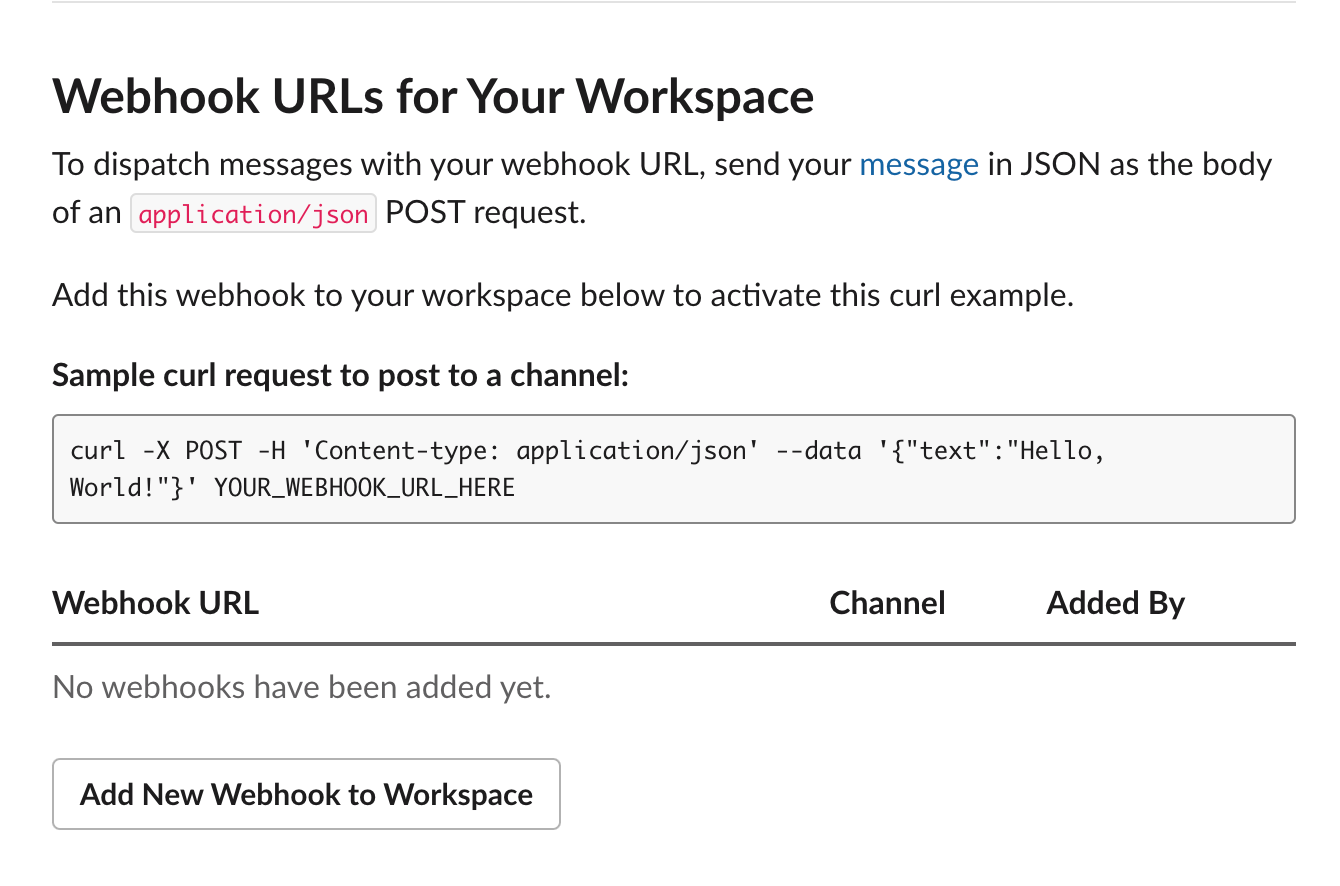 Webhook URLs for Your Workspace
To dispatch messages with your webhook URL, send your message in JSON as the body
of an application/json POST request.
Add this webhook to your workspace below to activate this curl example.
Sample curl request to post to a channel:
curl -X POST -H 'Content-type: application/json' --data '{"text":"Hello,
World!"}' YOUR_WEBHOOK_URL_HERE
Webhook URL Channel Added By
No webhooks have been added yet.
Add New Webhook to Workspace